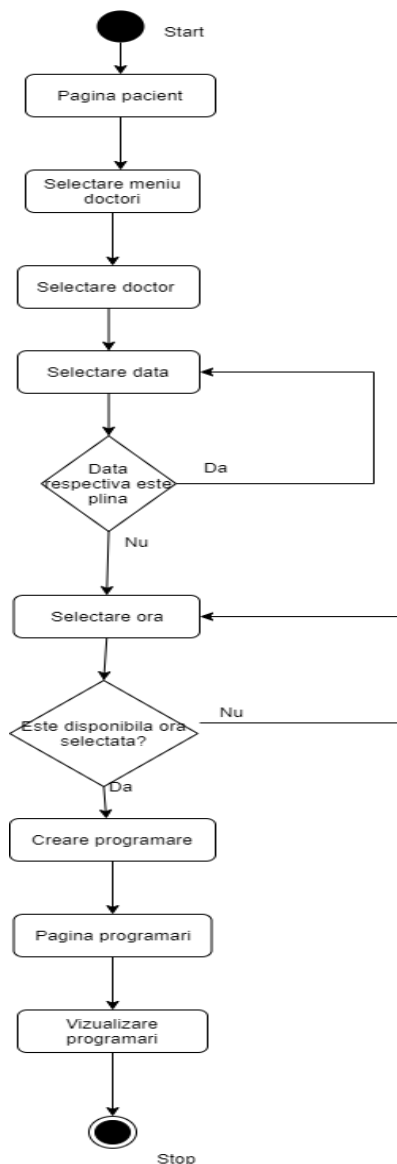 Start
Pagina pacient
Selectare meniu
doctori
Selectare doctor
Selectare data
Data
respectiva este
plina
Da
Nu
Selectare ora
Este disponibila ora
selectata?
Nu
Da
Creare programare
Pagina programari
Vizualizare
programari
Stop